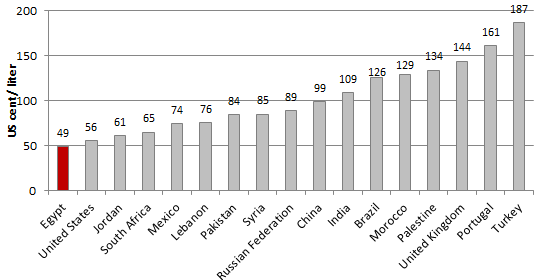 US cent/ liter
200
150
100
50
0
49
56
61
65
74
76
84
85
89
99
109
126
129
134
144
161
187
Egypt
United States
Jordan
South Africa
Mexico
Lebanon
Pakistan
Syria
Russian Federation
China
India
Brazil
Morocco
Palestine
United Kingdom
Portugal
Turkey